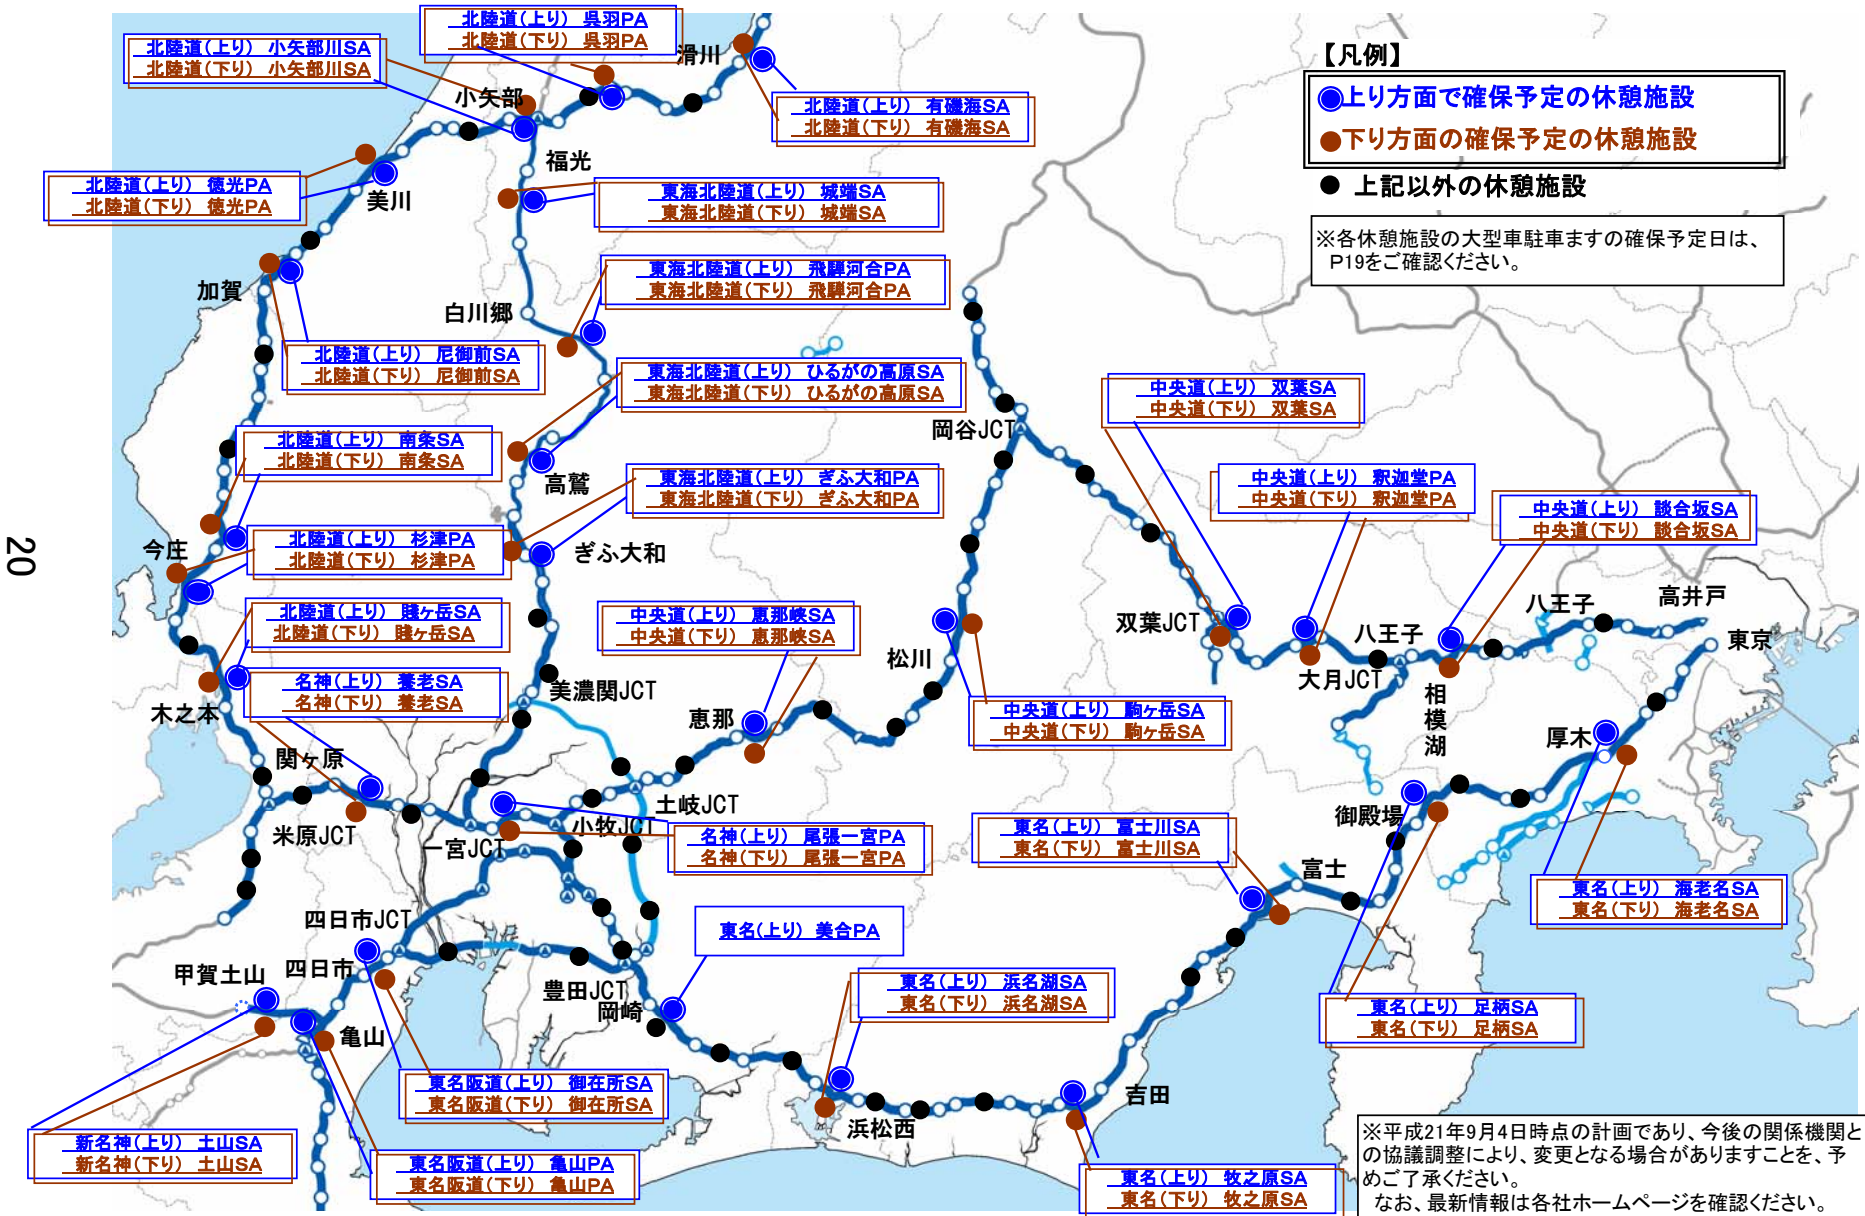 北陸道(上り) 呉羽PA
北陸道(下り) 呉羽PA
北陸道(上り) 小矢部川SA
北陸道(下り) 小矢部川SA
滑川
小矢部
北陸道(上り) 有磯海SA
北陸道(下り) 有磯海SA
【凡例】
上り方面で確保予定の休憩施設
下り方面の確保予定の休憩施設
上記以外の休憩施設
※各休憩施設の大型車駐車ますの確保予定日は、
P19をご確認ください。
福光
北陸道(上り) 徳光PA
北陸道(下り) 徳光PA
美川
東海北陸道(上り) 城端SA
東海北陸道(下り) 城端SA
加賀
白川郷
東海北陸道(上り) 飛騨河合PA
東海北陸道(下り) 飛騨河合PA
北陸道(上り) 尼御前SA
北陸道(下り) 尼御前SA
東海北陸道(上り) ひるがの高原SA
東海北陸道(下り) ひるがの高原SA
中央道(上り) 双葉SA
中央道(下り) 双葉SA
岡谷JCT
北陸道(上り) 南条SA
北陸道(下り) 南条SA
高鷲
東海北陸道(上り) ぎふ大和PA
東海北陸道(下り) ぎふ大和PA
中央道(上り) 釈迦堂PA
中央道(下り) 釈迦堂PA
中央道(上り) 談合坂SA
中央道(下り) 談合坂SA
20
今庄
北陸道(上り) 杉津PA
北陸道(下り) 杉津PA
ぎふ大和
北陸道(上り) 賤ヶ岳SA
北陸道(下り) 賤ヶ岳SA
中央道(上り) 恵那峡SA
中央道(下り) 恵那峡SA
双葉JCT
八王子
八王子
高井戸
東京
松川
大月JCT
相模湖
名神(上り) 養老SA
名神(下り) 養老SA
美濃関JCT
木之本
恵那
中央道(上り) 駒ヶ岳SA
中央道(下り) 駒ヶ岳SA
厚木
関ヶ原
米原JCT
土岐JCT
小牧JCT
一宮JCT
名神(上り) 尾張一宮PA
名神(下り) 尾張一宮PA
東名(上り) 富士川SA
東名(下り) 富士川SA
御殿場
富士
東名(上り) 海老名SA
東名(下り) 海老名SA
四日市JCT
東名(上り) 美合PA
甲賀土山
四日市
豊田JCT
岡崎
東名(上り) 浜名湖SA
東名(下り) 浜名湖SA
東名(上り) 足柄SA
東名(下り) 足柄SA
亀山
東名阪道(上り) 御在所SA
東名阪道(下り) 御在所SA
吉田
浜松西
新名神(上り) 土山SA
新名神(下り) 土山SA
東名阪道(上り) 亀山PA
東名阪道(下り) 亀山PA
東名(上り) 牧之原SA
東名(下り) 牧之原SA
※平成21年9月4日時点の計画であり、今後の関係機関と
の協議調整により、変更となる場合がありますことを、予
めご了承ください。
なお、最新情報は各社ホームページを確認ください。